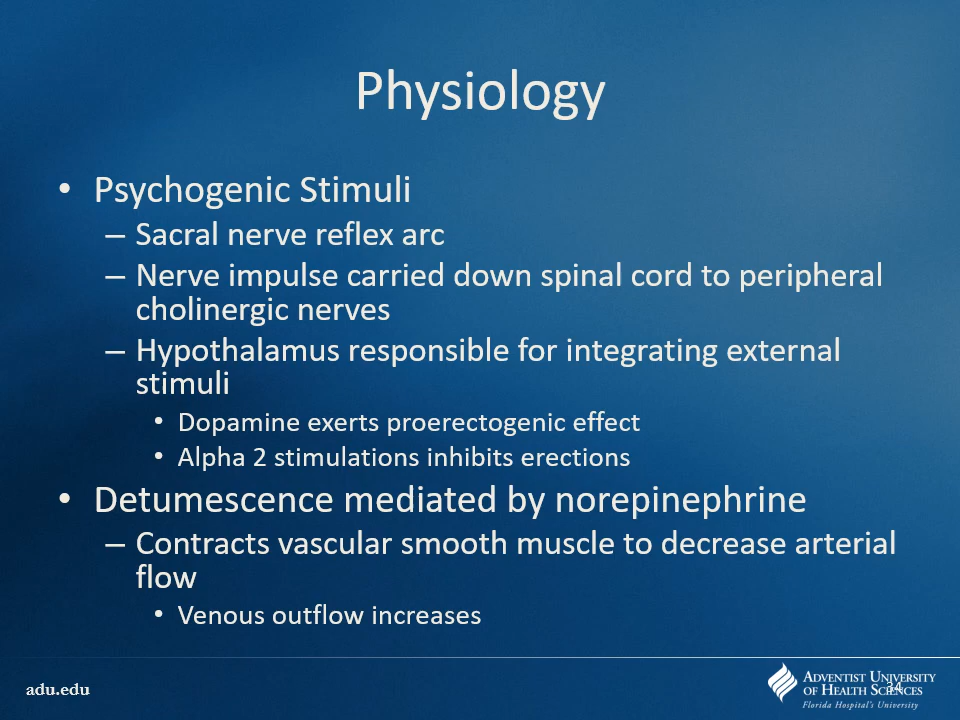 Physiology
• Psychogenic Stimuli
– Sacral nerve reflex arc
– Nerve impulse carried down spinal cord to peripheral
cholinergic nerves
– Hypothalamus responsible for integrating external
stimuli
• Dopamine exerts proerectogenic effect
• Alpha 2 stimulations inhibits erections
• Detumescence mediated by norepinephrine
– Contracts vascular smooth muscle to decrease arterial
flow
• Venous outflow increases
adu.edu
ADVENTIST UNIVERSITY
OF HEALTH SCIENCES
Florida Hospital's University